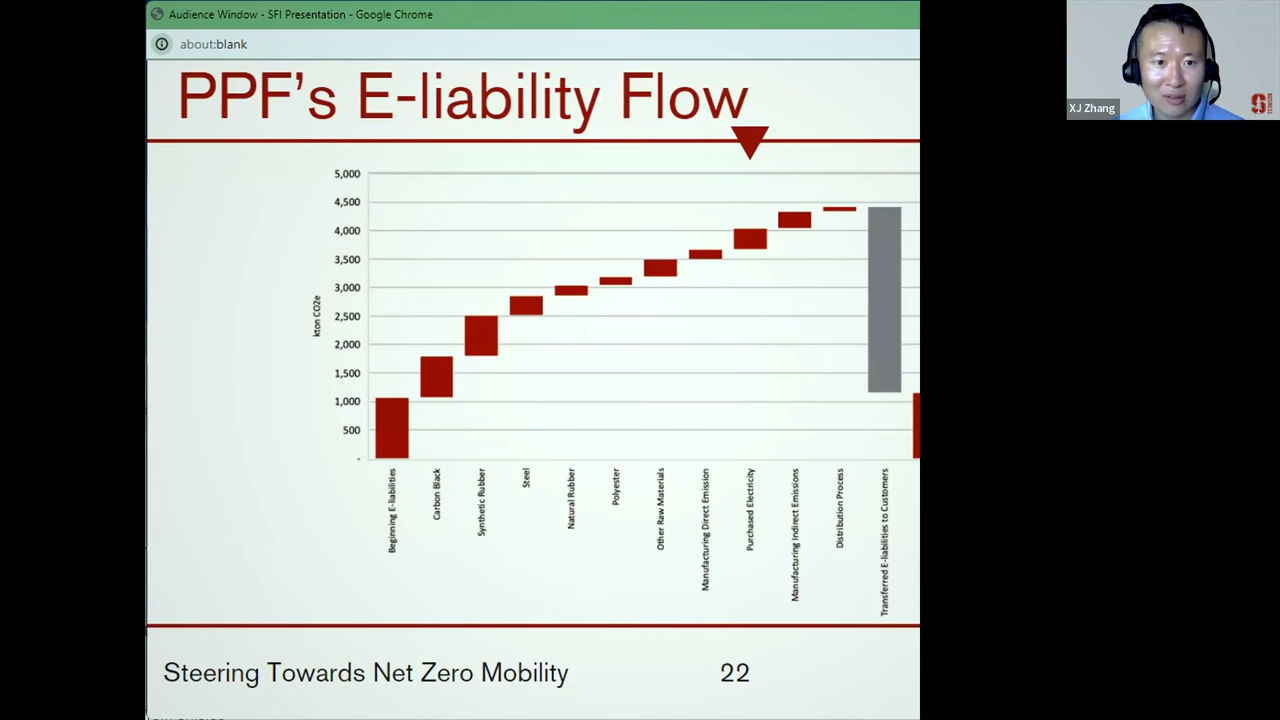 Audience Window - SFI Presentation - Google Chrome
about:blank
XJ Zhang
PPF's E-liability Flow
5,000
4,500
4,000
3,500
3,000
2,500
2,000
1,500
1,000
500
-
kton CO2e
Beginning E-liabilities
Carbon Black
Synthetic Rubber
Steel
Natural Rubber
Polyester
Other Raw Materials
Manufacturing Direct Emission
Purchased Electricity
Manufacturing Indirect Emissions
Distribution Process
Transferred E-liabilities to Customers
Steering Towards Net Zero Mobility
22